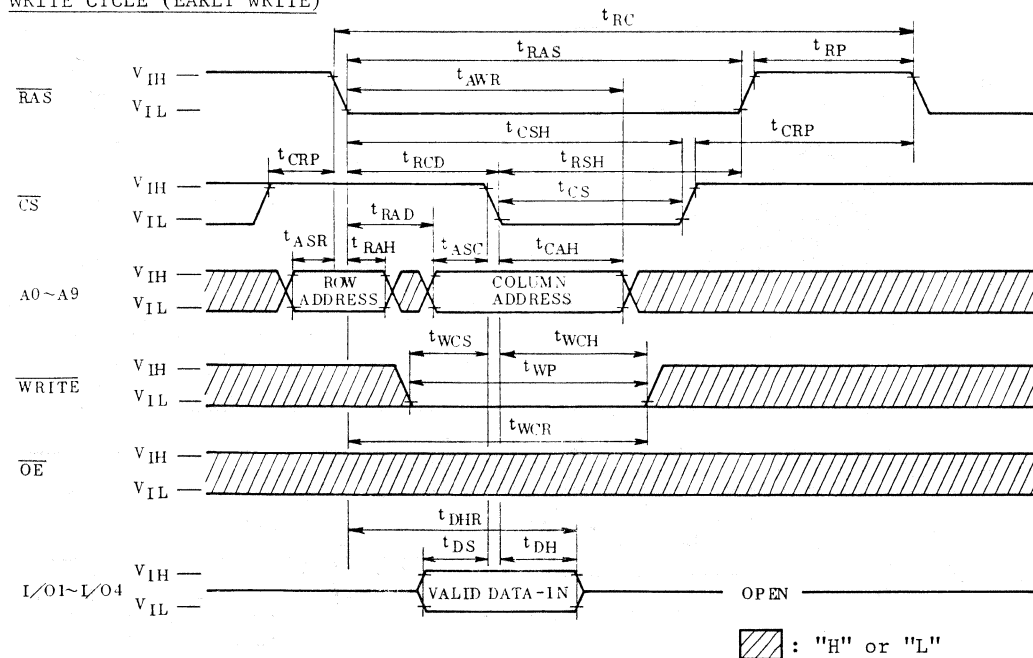 WRITE CYCLE (EARLY WRITE)
tRC
tRAS
tRP
tAWR
RAS
VIH
VIL
tCSH
tCRP
tCRP
tRCD
tRSH
CS
VIH
VIL
tCS
tRAD
tASR
tRAH
tASC
tCAH
A0~A9
VIH
VIL
ROW ADDRESS
COLUMN ADDRESS
tWCS
tWCH
tWP
WRITE
VIH
VIL
tWCR
OE
VIH
VIL
tDHR
tDS
tDH
I/O1~I/O4
VIH
VIL
VALID DATA-IN
OPEN
: "H" or "L"